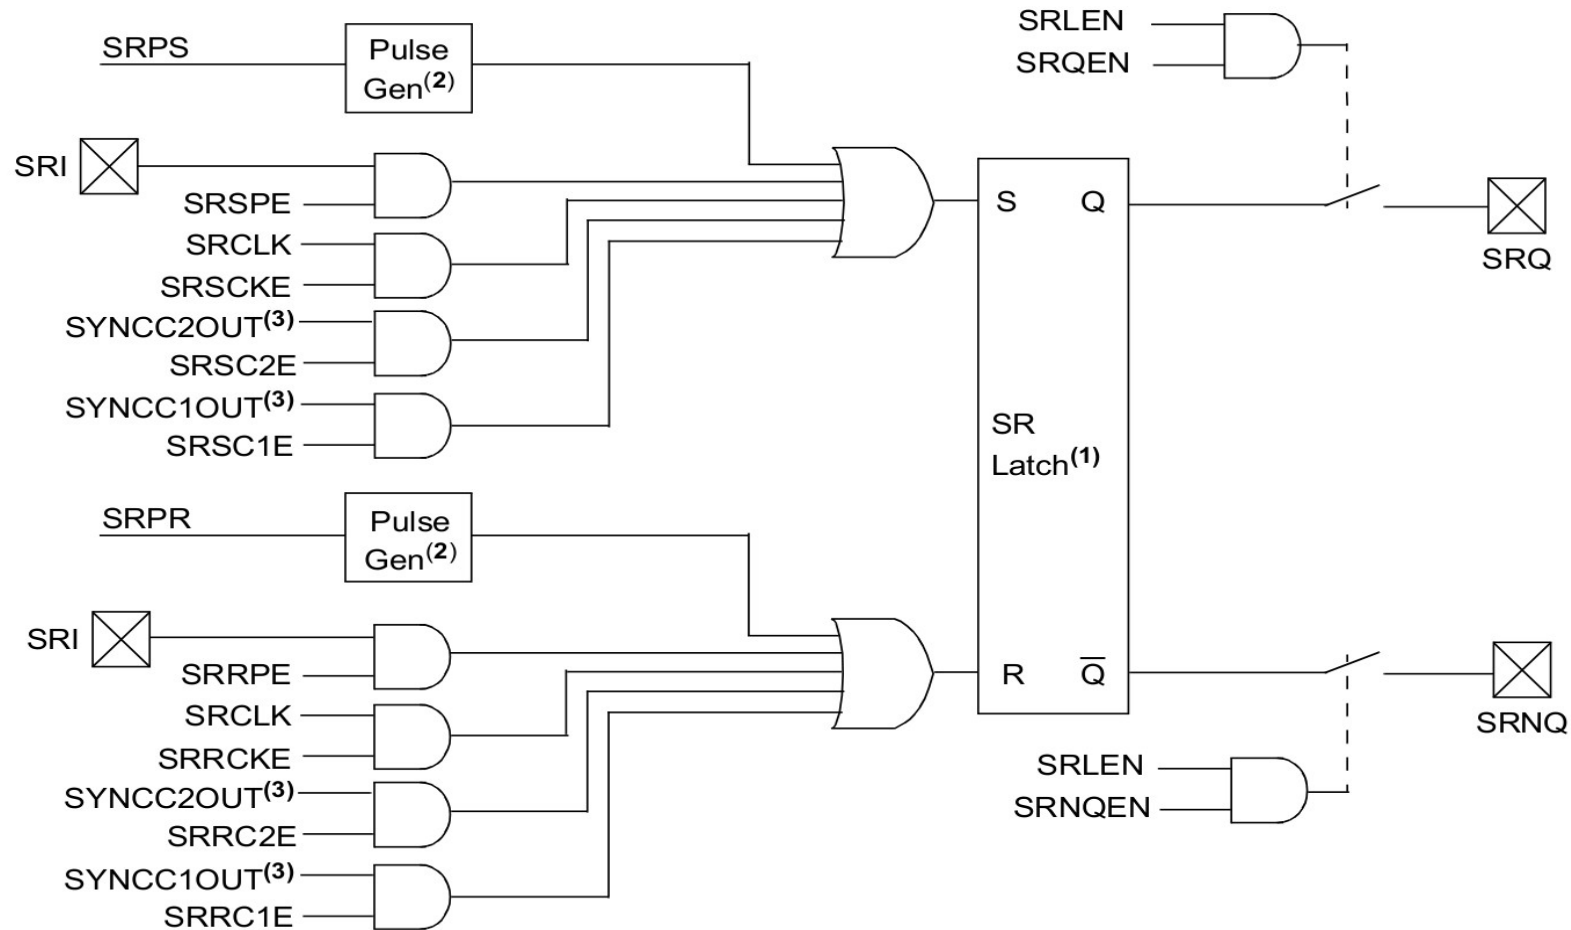 SRLEN
SRQEN
SRPS
Pulse
Gen(2)
SRI
SRSPE
SRCLK
SRSCKE
SYNCC2OUT(3)
SRSC2E
SYNCC1OUT(3)
SRSC1E
S Q
SRQ
SR
Latch(1)
SRPR
Pulse
Gen(2)
SRI
SRRPE
SRCLK
SRRCKE
SYNCC2OUT(3)
SRRC2E
SYNCC1OUT(3)
SRRC1E
R Q̅
SRNQ
SRLEN
SRNQEN